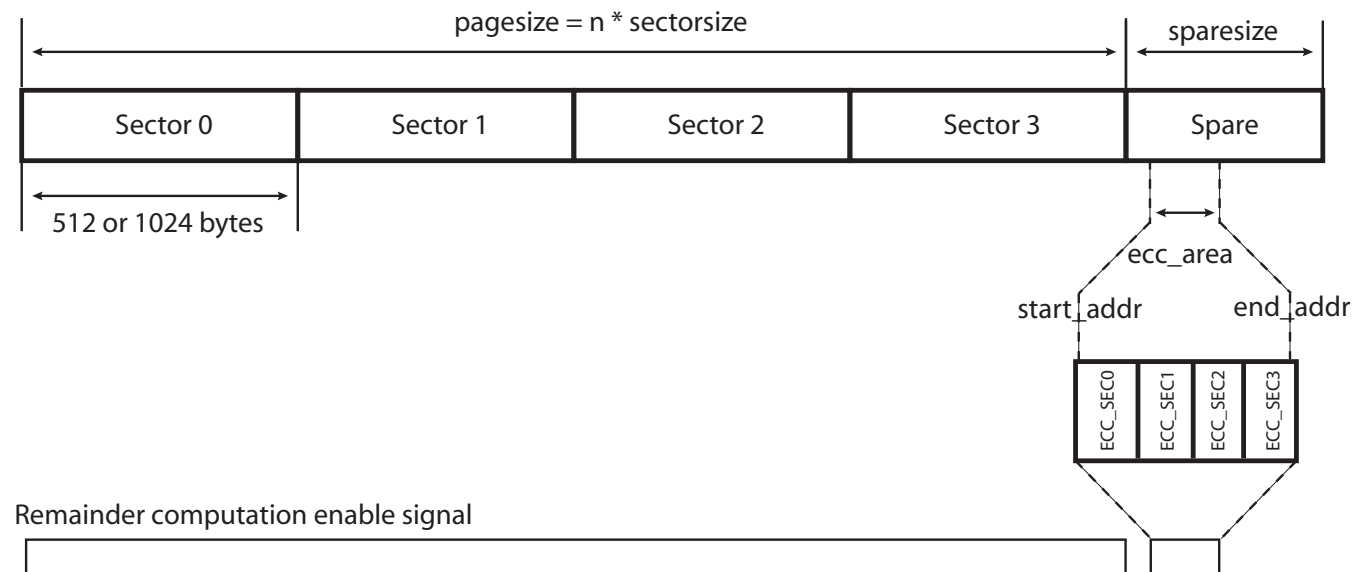 pagesize = n * sectorsize
sparesize
Sector 0
Sector 1
Sector 2
Sector 3
Spare
512 or 1024 bytes
ecc_area
start_addr
end_addr
ECC_SEC0
ECC_SEC1
ECC_SEC2
ECC_SEC3
Remainder computation enable signal